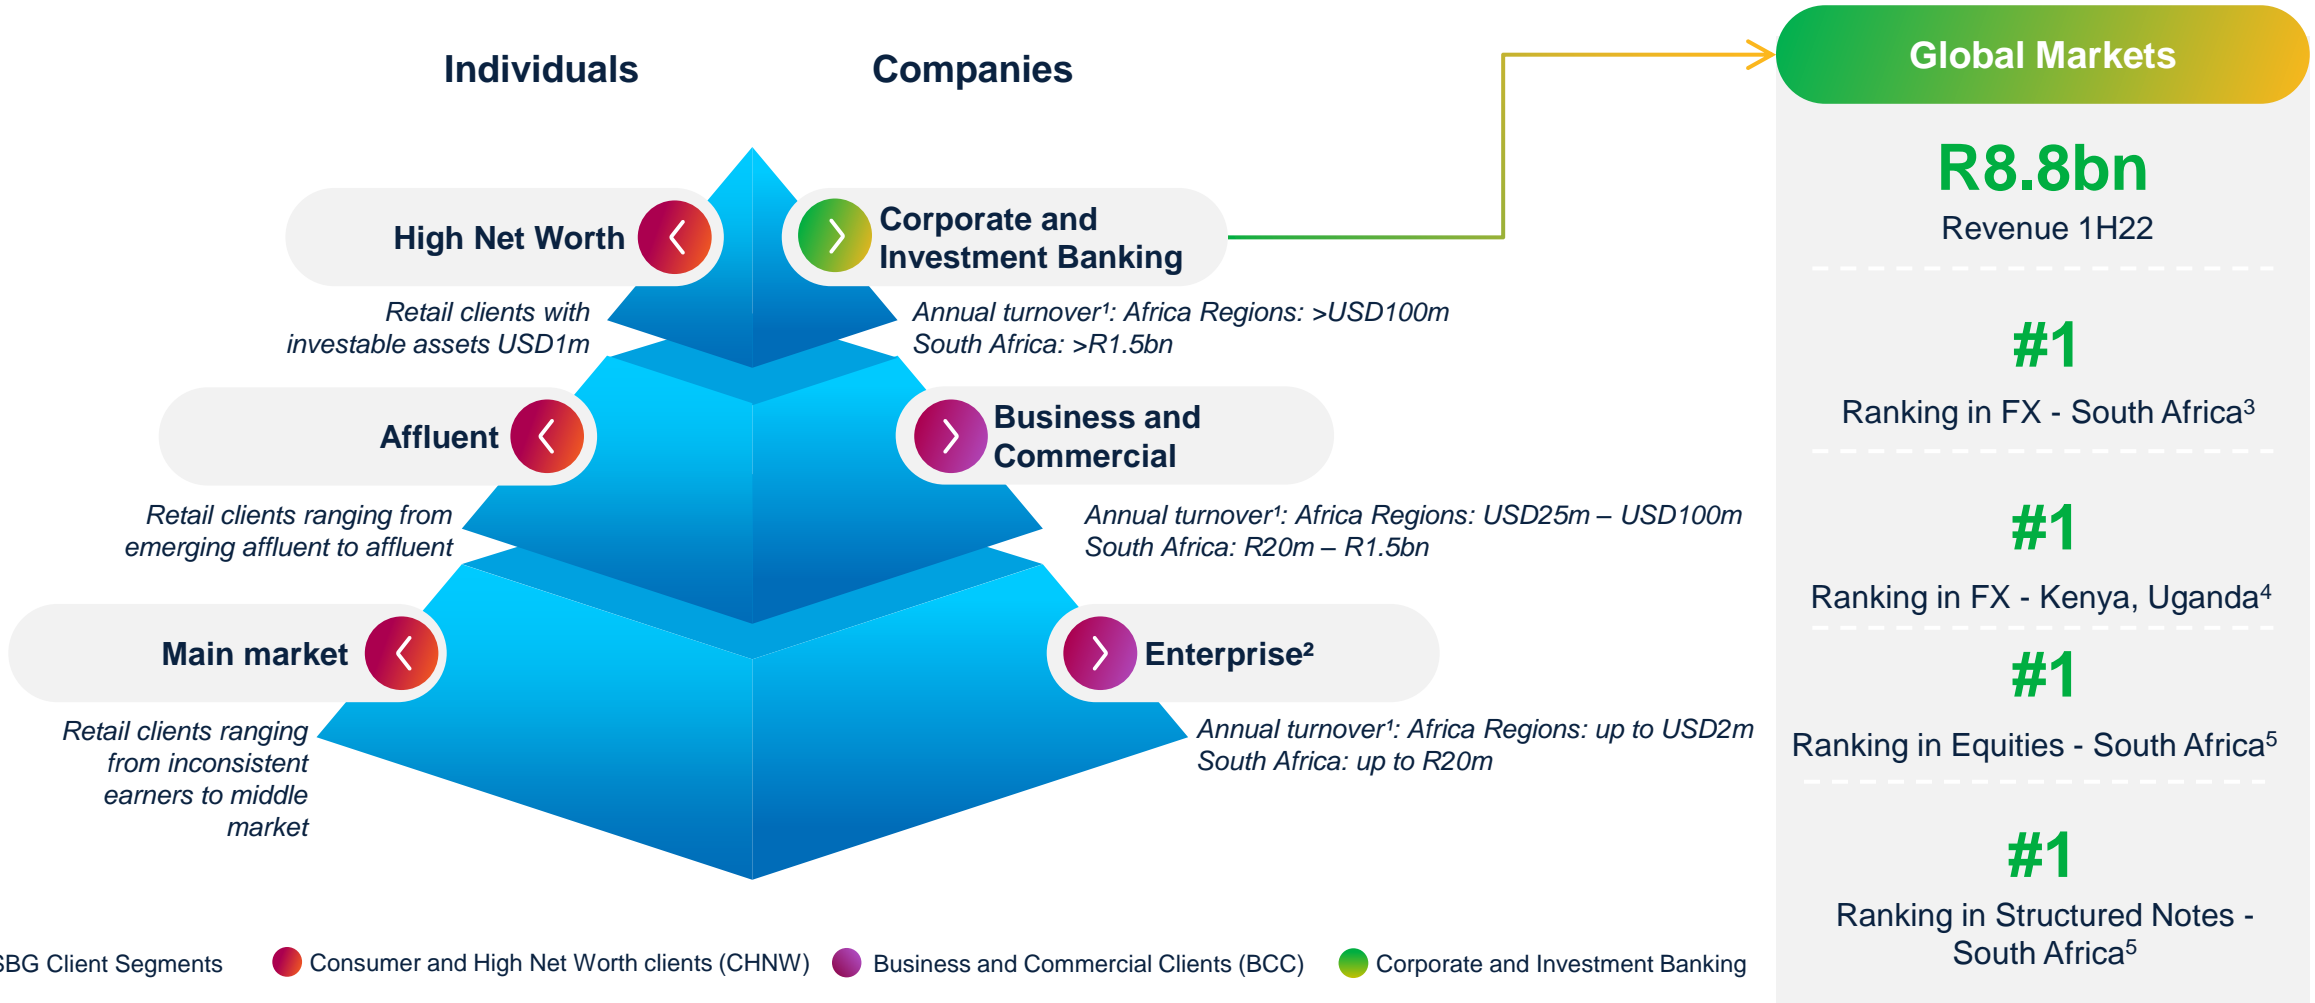 Individuals
Companies
High Net Worth
Retail clients with
investable assets USD1m
Corporate and
Investment Banking
Annual turnover¹: Africa Regions: >USD100m
South Africa: >R1.5bn
Affluent
Retail clients ranging from
emerging affluent to affluent
Business and
Commercial
Annual turnover¹: Africa Regions: USD25m – USD100m
South Africa: R20m – R1.5bn
Main market
Retail clients ranging
from inconsistent
earners to middle
market
Enterprise²
Annual turnover¹: Africa Regions: up to USD2m
South Africa: up to R20m
Global Markets
R8.8bn
Revenue 1H22
#1
Ranking in FX - South Africa³
#1
Ranking in FX - Kenya, Uganda⁴
#1
Ranking in Equities - South Africa⁵
#1
Ranking in Structured Notes -
South Africa⁵
SBG Client Segments
Consumer and High Net Worth clients (CHNW)
Business and Commercial Clients (BCC)
Corporate and Investment Banking